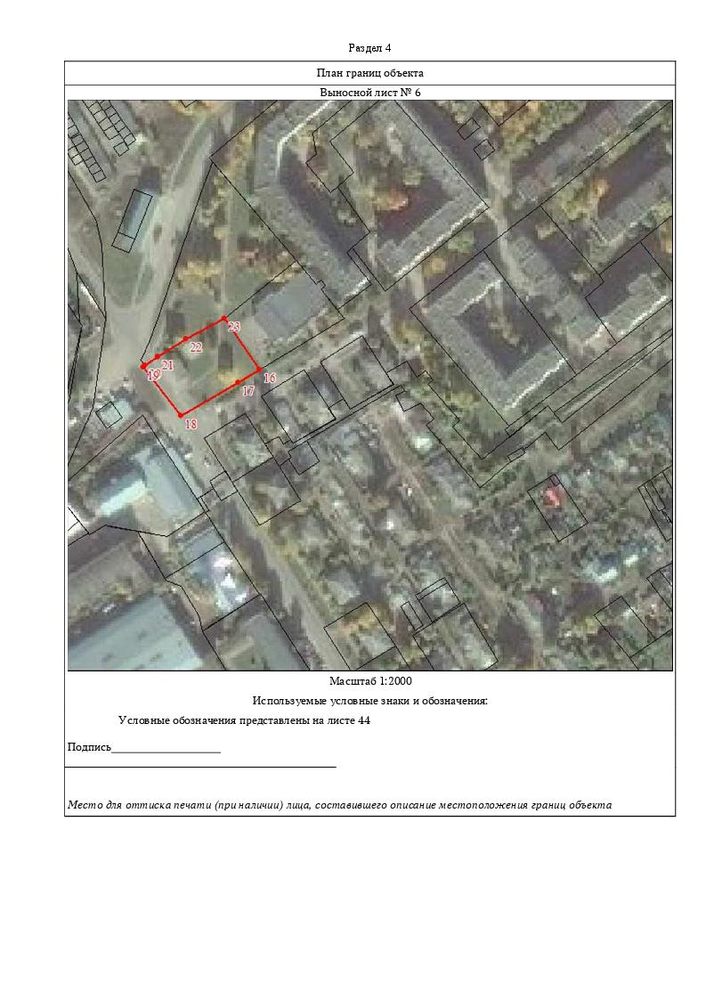 Раздел 4
План границ объекта
Выносной лист № 6
23
22
21
19
16
17
18
Масштаб 1:2000
Используемые условные знаки и обозначения:
Условные обозначения представлены на листе 44
Подпись___________________
Место для оттиска печати (при наличии) лица, составившего описание местоположения границ объекта